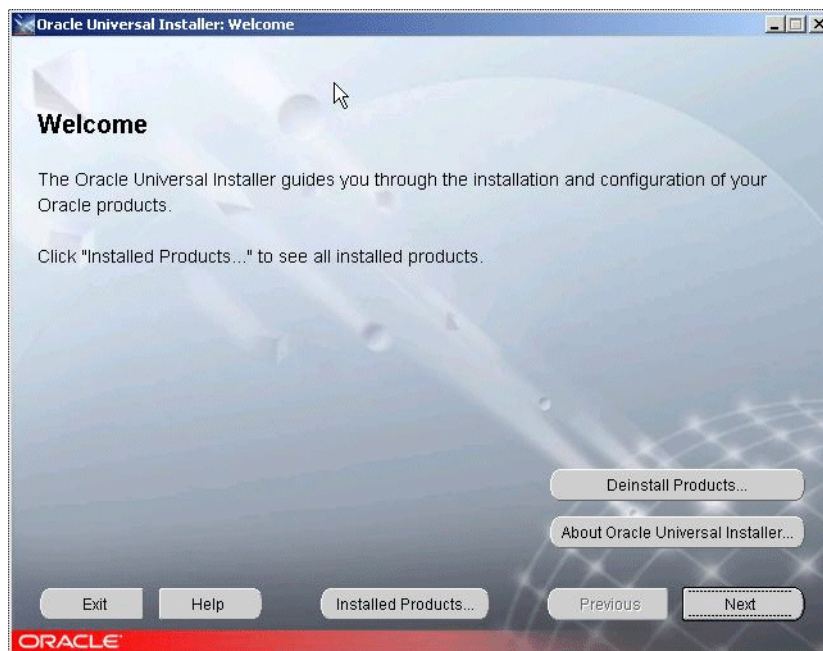 Oracle Universal Installer: Welcome
Welcome
The Oracle Universal Installer guides you through the installation and configuration of your
Oracle products.
Click "Installed Products..." to see all installed products.
Deinstall Products...
About Oracle Universal Installer...
Exit
Help
Installed Products...
Previous
Next
ORACLE